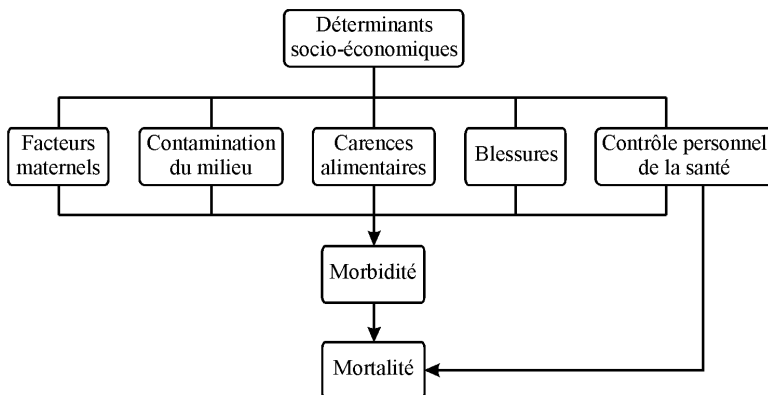 Déterminants
socio-économiques
Facteurs
maternels
Contamination
du milieu
Carences
alimentaires
Blessures
Contrôle personnel
de la santé
Morbidité
Mortalité